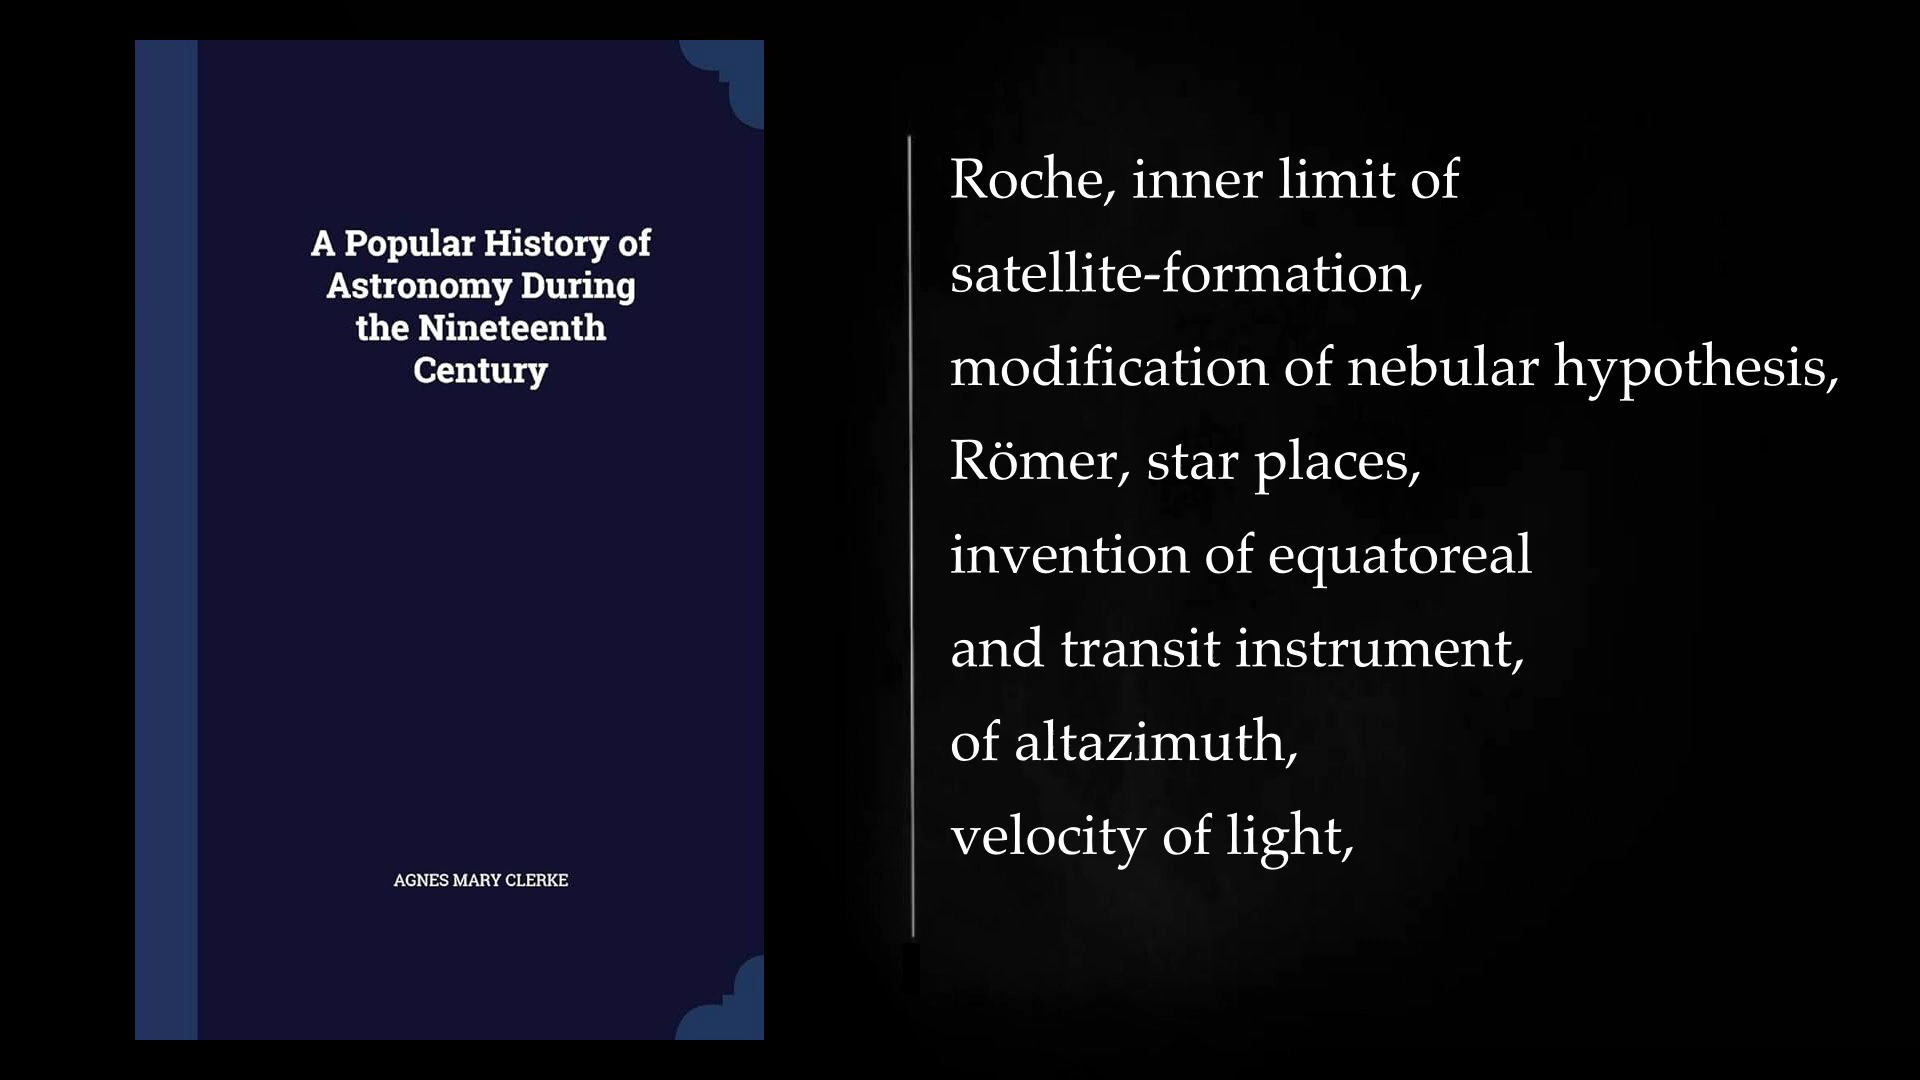 A Popular History of
Astronomy During
the Nineteenth
Century
AGNES MARY CLERKE
Roche, inner limit of
satellite-formation,
modification of nebular hypothesis,
Römer, star places,
invention of equatoreal
and transit instrument,
of altazimuth,
velocity of light,